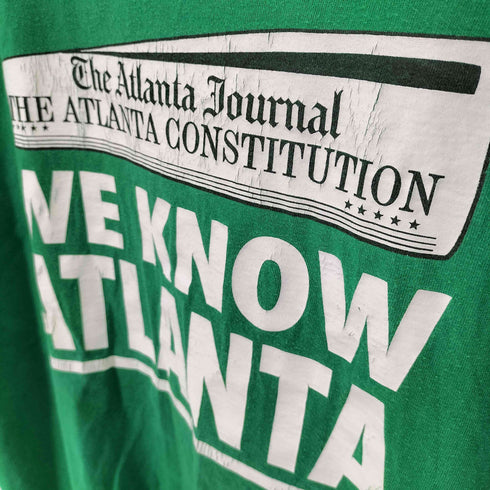 The Atlanta Journal
THE ATLANTA CONSTITUTION
WE KNOW
ATLANTA